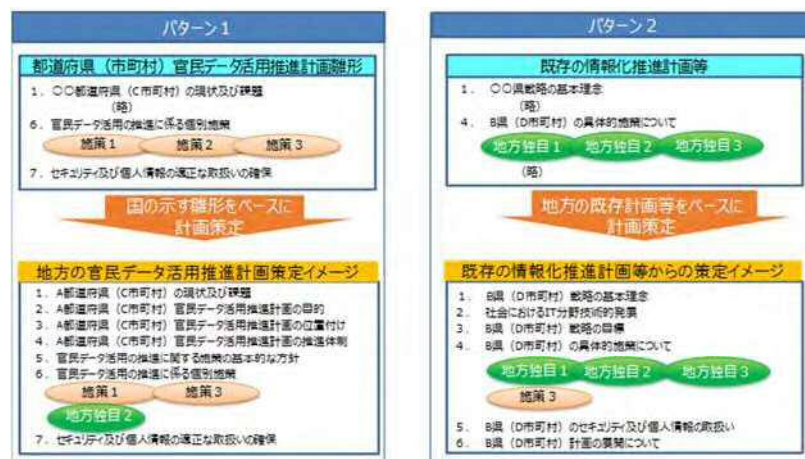 パターン1
都道府県（市町村）官民データ活用推進計画雛形
1．〇〇都道府県（C市町村）の現状及び課題
（略）
6．官民データ活用の推進に係る個別施策
施策1 施策2 施策3
7．セキュリティ及び個人情報の適正な取扱いの確保
国の示す雛形をベースに
計画策定
地方の官民データ活用推進計画策定イメージ
1．A都道府県（C市町村）の現状及び課題
2．A都道府県（C市町村）官民データ活用推進計画の目的
3．A都道府県（C市町村）官民データ活用推進計画の位置付け
4．A都道府県（C市町村）官民データ活用推進計画の推進体制
5．官民データ活用の推進に関する施策の基本的な方針
6．官民データ活用の推進に係る個別施策
施策1 施策3
地方独自2
7．セキュリティ及び個人情報の適正な取扱いの確保
パターン2
既存の情報化推進計画等
1．〇〇県戦略の基本理念
（略）
4．B県（D市町村）の具体的施策について
地方独自1 地方独自2 地方独自3
（略）
地方の既存計画等をベースに
計画策定
既存の情報化推進計画等からの策定イメージ
1．B県（D市町村）戦略の基本理念
2．社会におけるIT分野技術的発展
3．B県（D市町村）戦略の目標
4．B県（D市町村）の具体的施策について
地方独自1 地方独自2 地方独自3
施策3
5．B県（D市町村）のセキュリティ及び個人情報の取扱い
6．B県（D市町村）計画の展開について